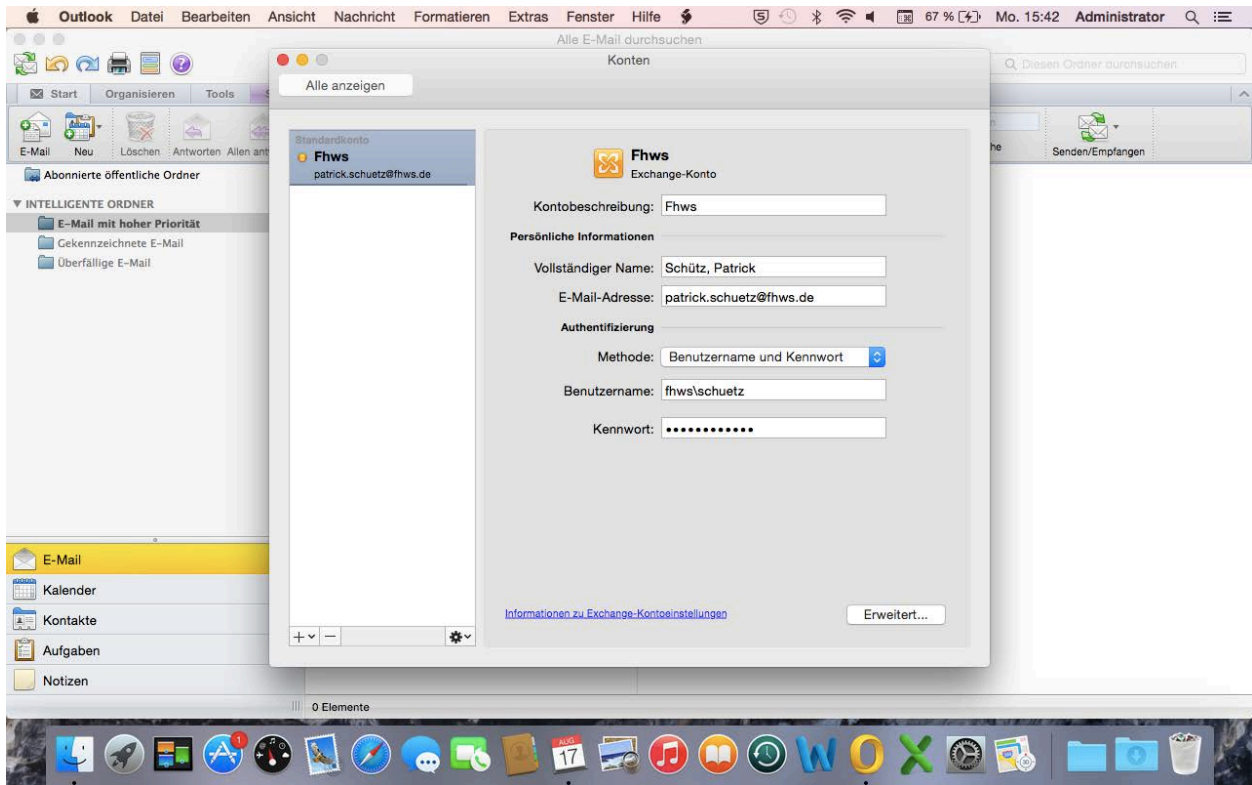 Outlook Datei Bearbeiten Ansicht Nachricht Formatieren Extras Fenster Hilfe 67 % Mo. 15:42 Administrator
Alle E-Mail durchsuchen
Konten
Diesen Ordner durchsuchen
Alle anzeigen
Start Organisieren Tools
E-Mail Neu Löschen Antworten Allen
Senden/Empfangen
Abonnierte öffentliche Ordner
INTELLIGENTE ORDNER
E-Mail mit hoher Priorität
Gekennzeichnete E-Mail
Überfällige E-Mail
Standardkonto
Fhws
patrick.schuetz@fhws.de
Fhws
Exchange-Konto
Kontobeschreibung: Fhws
Persönliche Informationen
Vollständiger Name: Schütz, Patrick
E-Mail-Adresse: patrick.schuetz@fhws.de
Authentifizierung
Methode: Benutzername und Kennwort
Benutzername: fhws\schuetz
Kennwort: ••••••••••••
Informationen zu Exchange-Kontoeinstellungen
Erweitert...
E-Mail
Kalender
Kontakte
Aufgaben
Notizen
0 Elemente
1
AUG
17